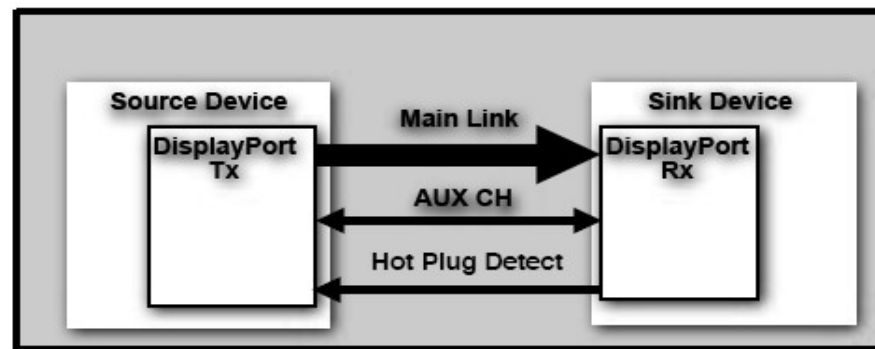 Source Device
DisplayPort
Tx
Main Link
AUX CH
Hot Plug Detect
Sink Device
DisplayPort
Rx